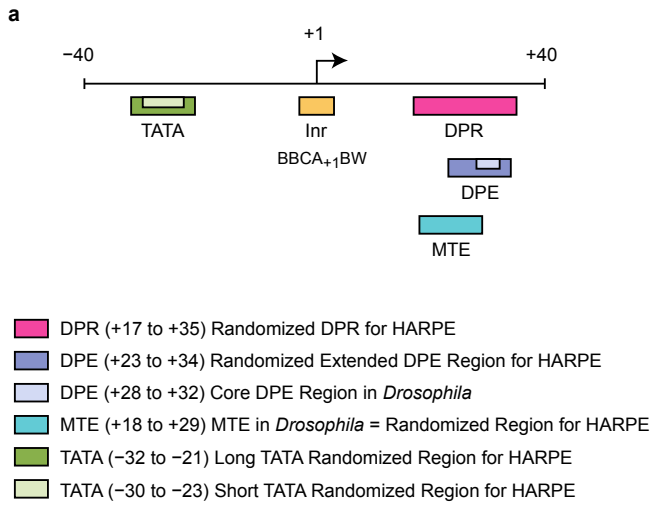 a
+1
−40
+40
TATA
Inr
DPR
BBCA+1BW
DPE
MTE
DPR (+17 to +35) Randomized DPR for HARPE
DPE (+23 to +34) Randomized Extended DPE Region for HARPE
DPE (+28 to +32) Core DPE Region in Drosophila
MTE (+18 to +29) MTE in Drosophila = Randomized Region for HARPE
TATA (−32 to −21) Long TATA Randomized Region for HARPE
TATA (−30 to −23) Short TATA Randomized Region for HARPE